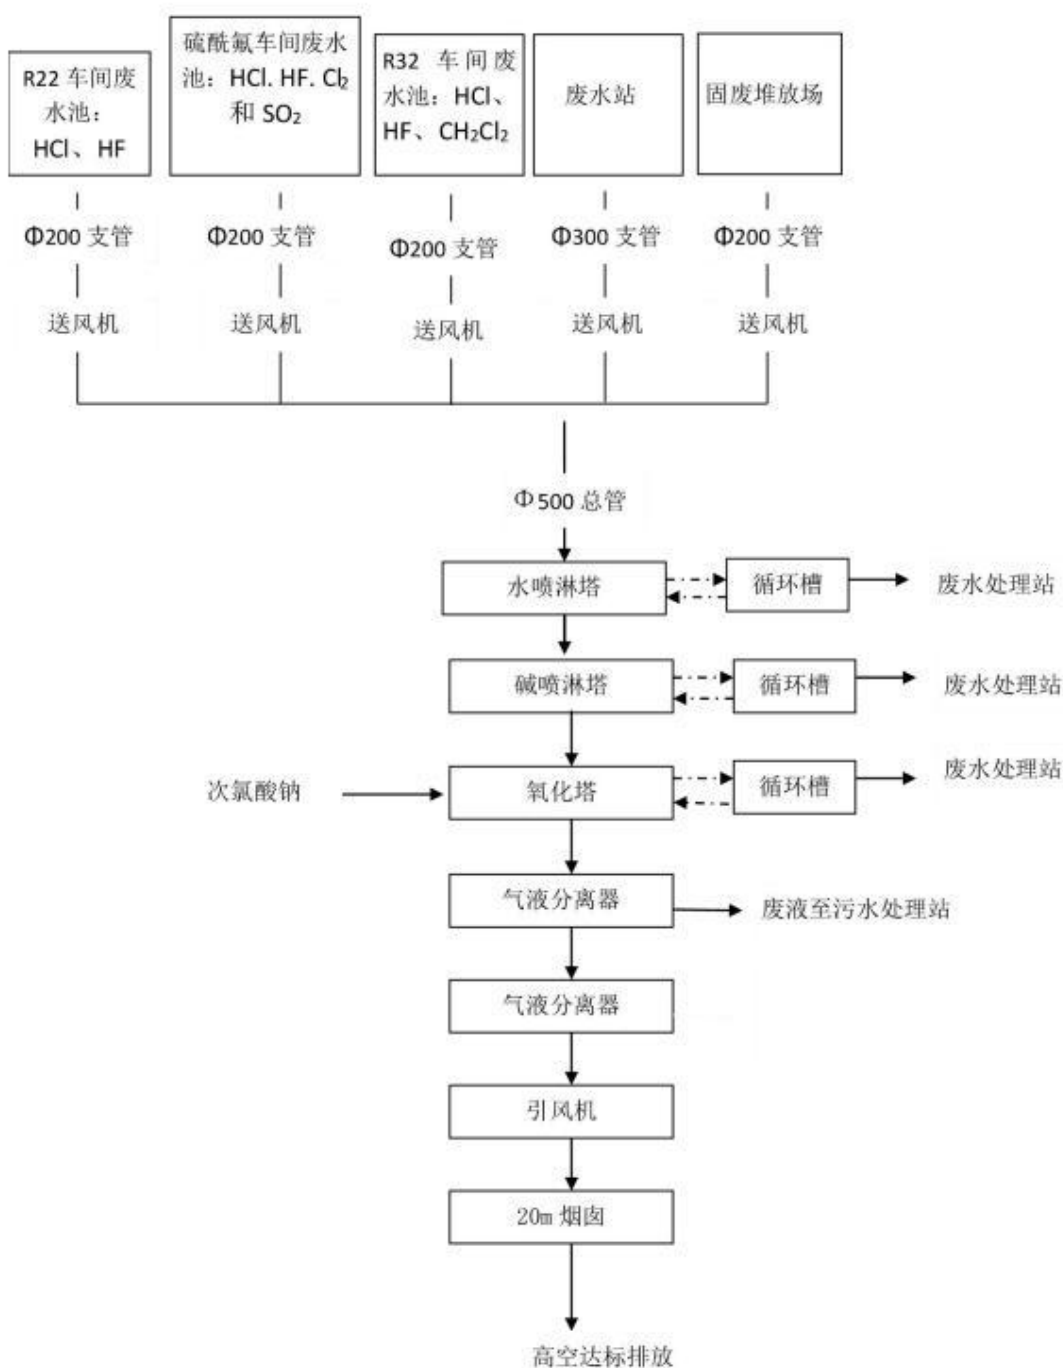 R22 车间废
水池：
HCl、HF
硫酰氟车间废水
池：HCl. HF. Cl₂
和 SO₂
R32 车间废
水池：HCl、
HF、CH₂Cl₂
废水站
固废堆放场
Φ200 支管
Φ200 支管
Φ200 支管
Φ300 支管
Φ200 支管
送风机
送风机
送风机
送风机
送风机
Φ500 总管
水喷淋塔
循环槽
废水处理站
碱喷淋塔
循环槽
废水处理站
次氯酸钠
氧化塔
循环槽
废水处理站
气液分离器
废液至污水处理站
气液分离器
引风机
20m 烟囱
高空达标排放